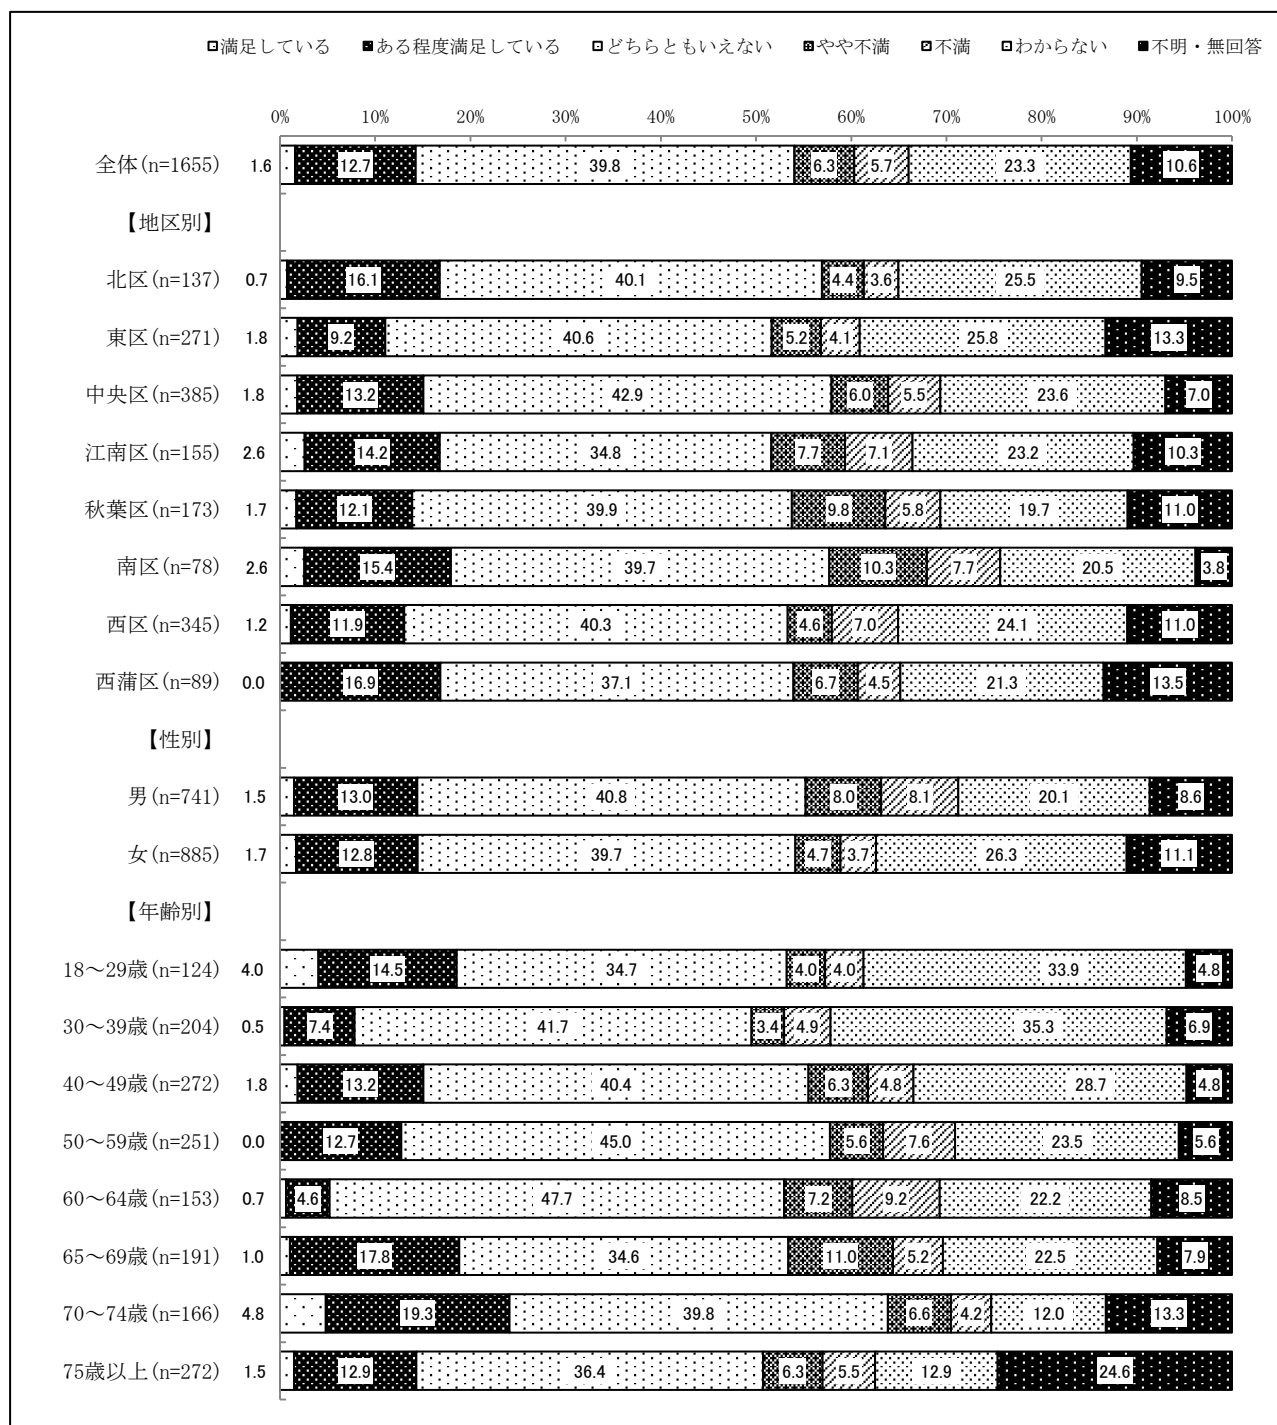 満足している ある程度満足している どちらともいえない やや不満 不満 わからない 不明・無回答
0% 10% 20% 30% 40% 50% 60% 70% 80% 90% 100%
全体(n=1655) 1.6 12.7 39.8 6.3 5.7 23.3 10.6
【地区別】
北区(n=137) 0.7 16.1 40.1 4.4 3.6 25.5 9.5
東区(n=271) 1.8 9.2 40.6 5.2 4.1 25.8 13.3
中央区(n=385) 1.8 13.2 42.9 6.0 5.5 23.6 7.0
江南区(n=155) 2.6 14.2 34.8 7.7 7.1 23.2 10.3
秋葉区(n=173) 1.7 12.1 39.9 9.8 5.8 19.7 11.0
南区(n=78) 2.6 15.4 39.7 10.3 7.7 20.5 3.8
西区(n=345) 1.2 11.9 40.3 4.6 7.0 24.1 11.0
西蒲区(n=89) 0.0 16.9 37.1 6.7 4.5 21.3 13.5
【性別】
男(n=741) 1.5 13.0 40.8 8.0 8.1 20.1 8.6
女(n=885) 1.7 12.8 39.7 4.7 3.7 26.3 11.1
【年齢別】
18～29歳(n=124) 4.0 14.5 34.7 4.0 4.0 33.9 4.8
30～39歳(n=204) 0.5 7.4 41.7 3.4 4.9 35.3 6.9
40～49歳(n=272) 1.8 13.2 40.4 6.3 4.8 28.7 4.8
50～59歳(n=251) 0.0 12.7 45.0 5.6 7.6 23.5 5.6
60～64歳(n=153) 0.7 4.6 47.7 7.2 9.2 22.2 8.5
65～69歳(n=191) 1.0 17.8 34.6 11.0 5.2 22.5 7.9
70～74歳(n=166) 4.8 19.3 39.8 6.6 4.2 12.0 13.3
75歳以上(n=272) 1.5 12.9 36.4 6.3 5.5 12.9 24.6